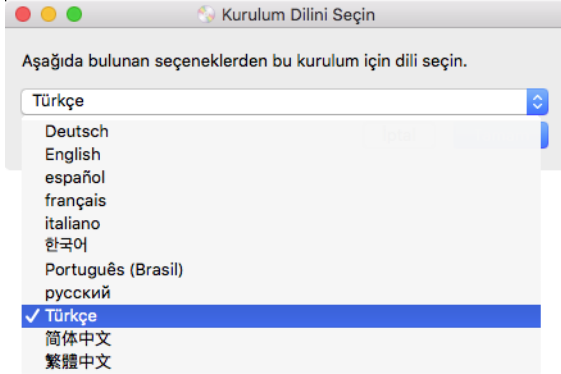 Kurulum Dilini Seçin
Aşağıda bulunan seçeneklerden bu kurulum için dili seçin.
Türkçe
Deutsch
English
español
français
italiano
한국어
Português (Brasil)
русский
✓ Türkçe
简体中文
繁體中文